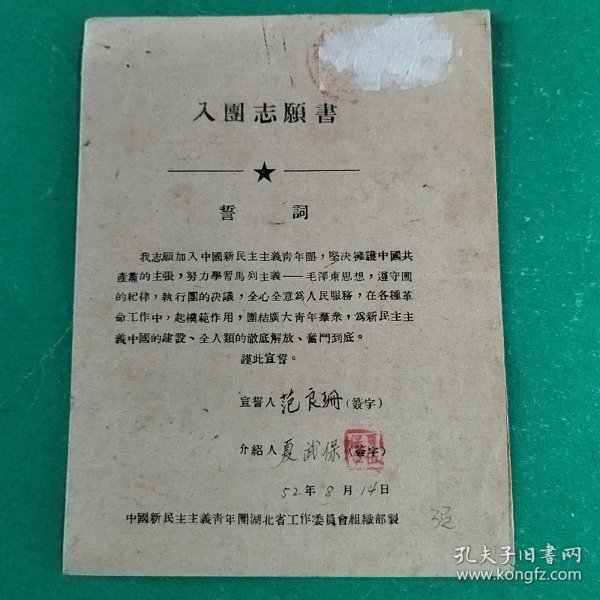 入團志願書
誓 詞
我志願加入中國新民主主義靑年團，堅决擁護中國共
產黨的主張，努力學習馬列主義——毛澤東思想，遵守團
的紀律，執行團的決議，全心全意爲人民服務，在各種革
命工作中，起模範作用，團結廣大靑年羣衆，爲新民主主
義中國的建設、全人類的徹底解放、奮鬥到底。
謹此宣誓。
宣誓人 范良珊(簽字)
介紹人 夏武保(簽字)
52年8月14日
中國新民主主義靑年團湖北省工作委員會組織部製
孔夫子旧书网
www.kongfz.com